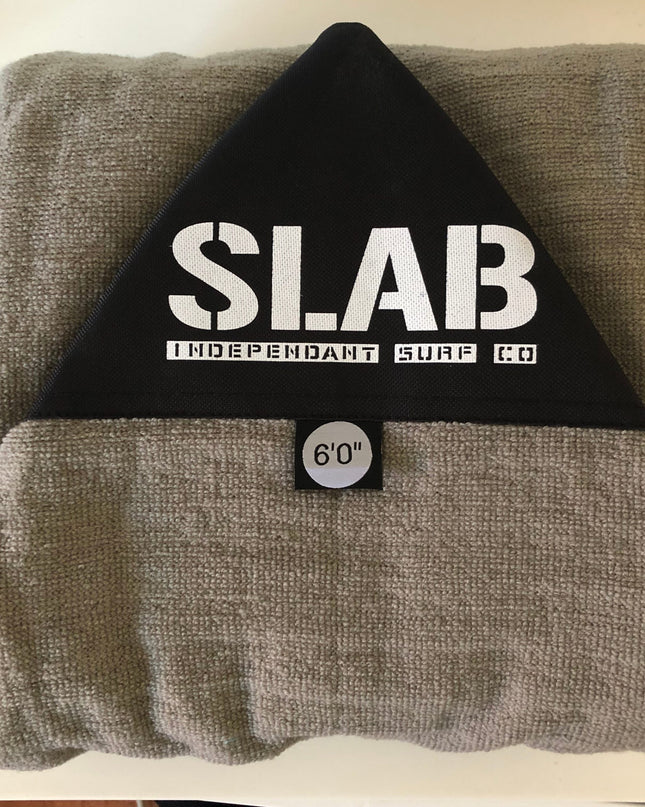 SLAB
INDEPENDANT SURF CO
6'0"